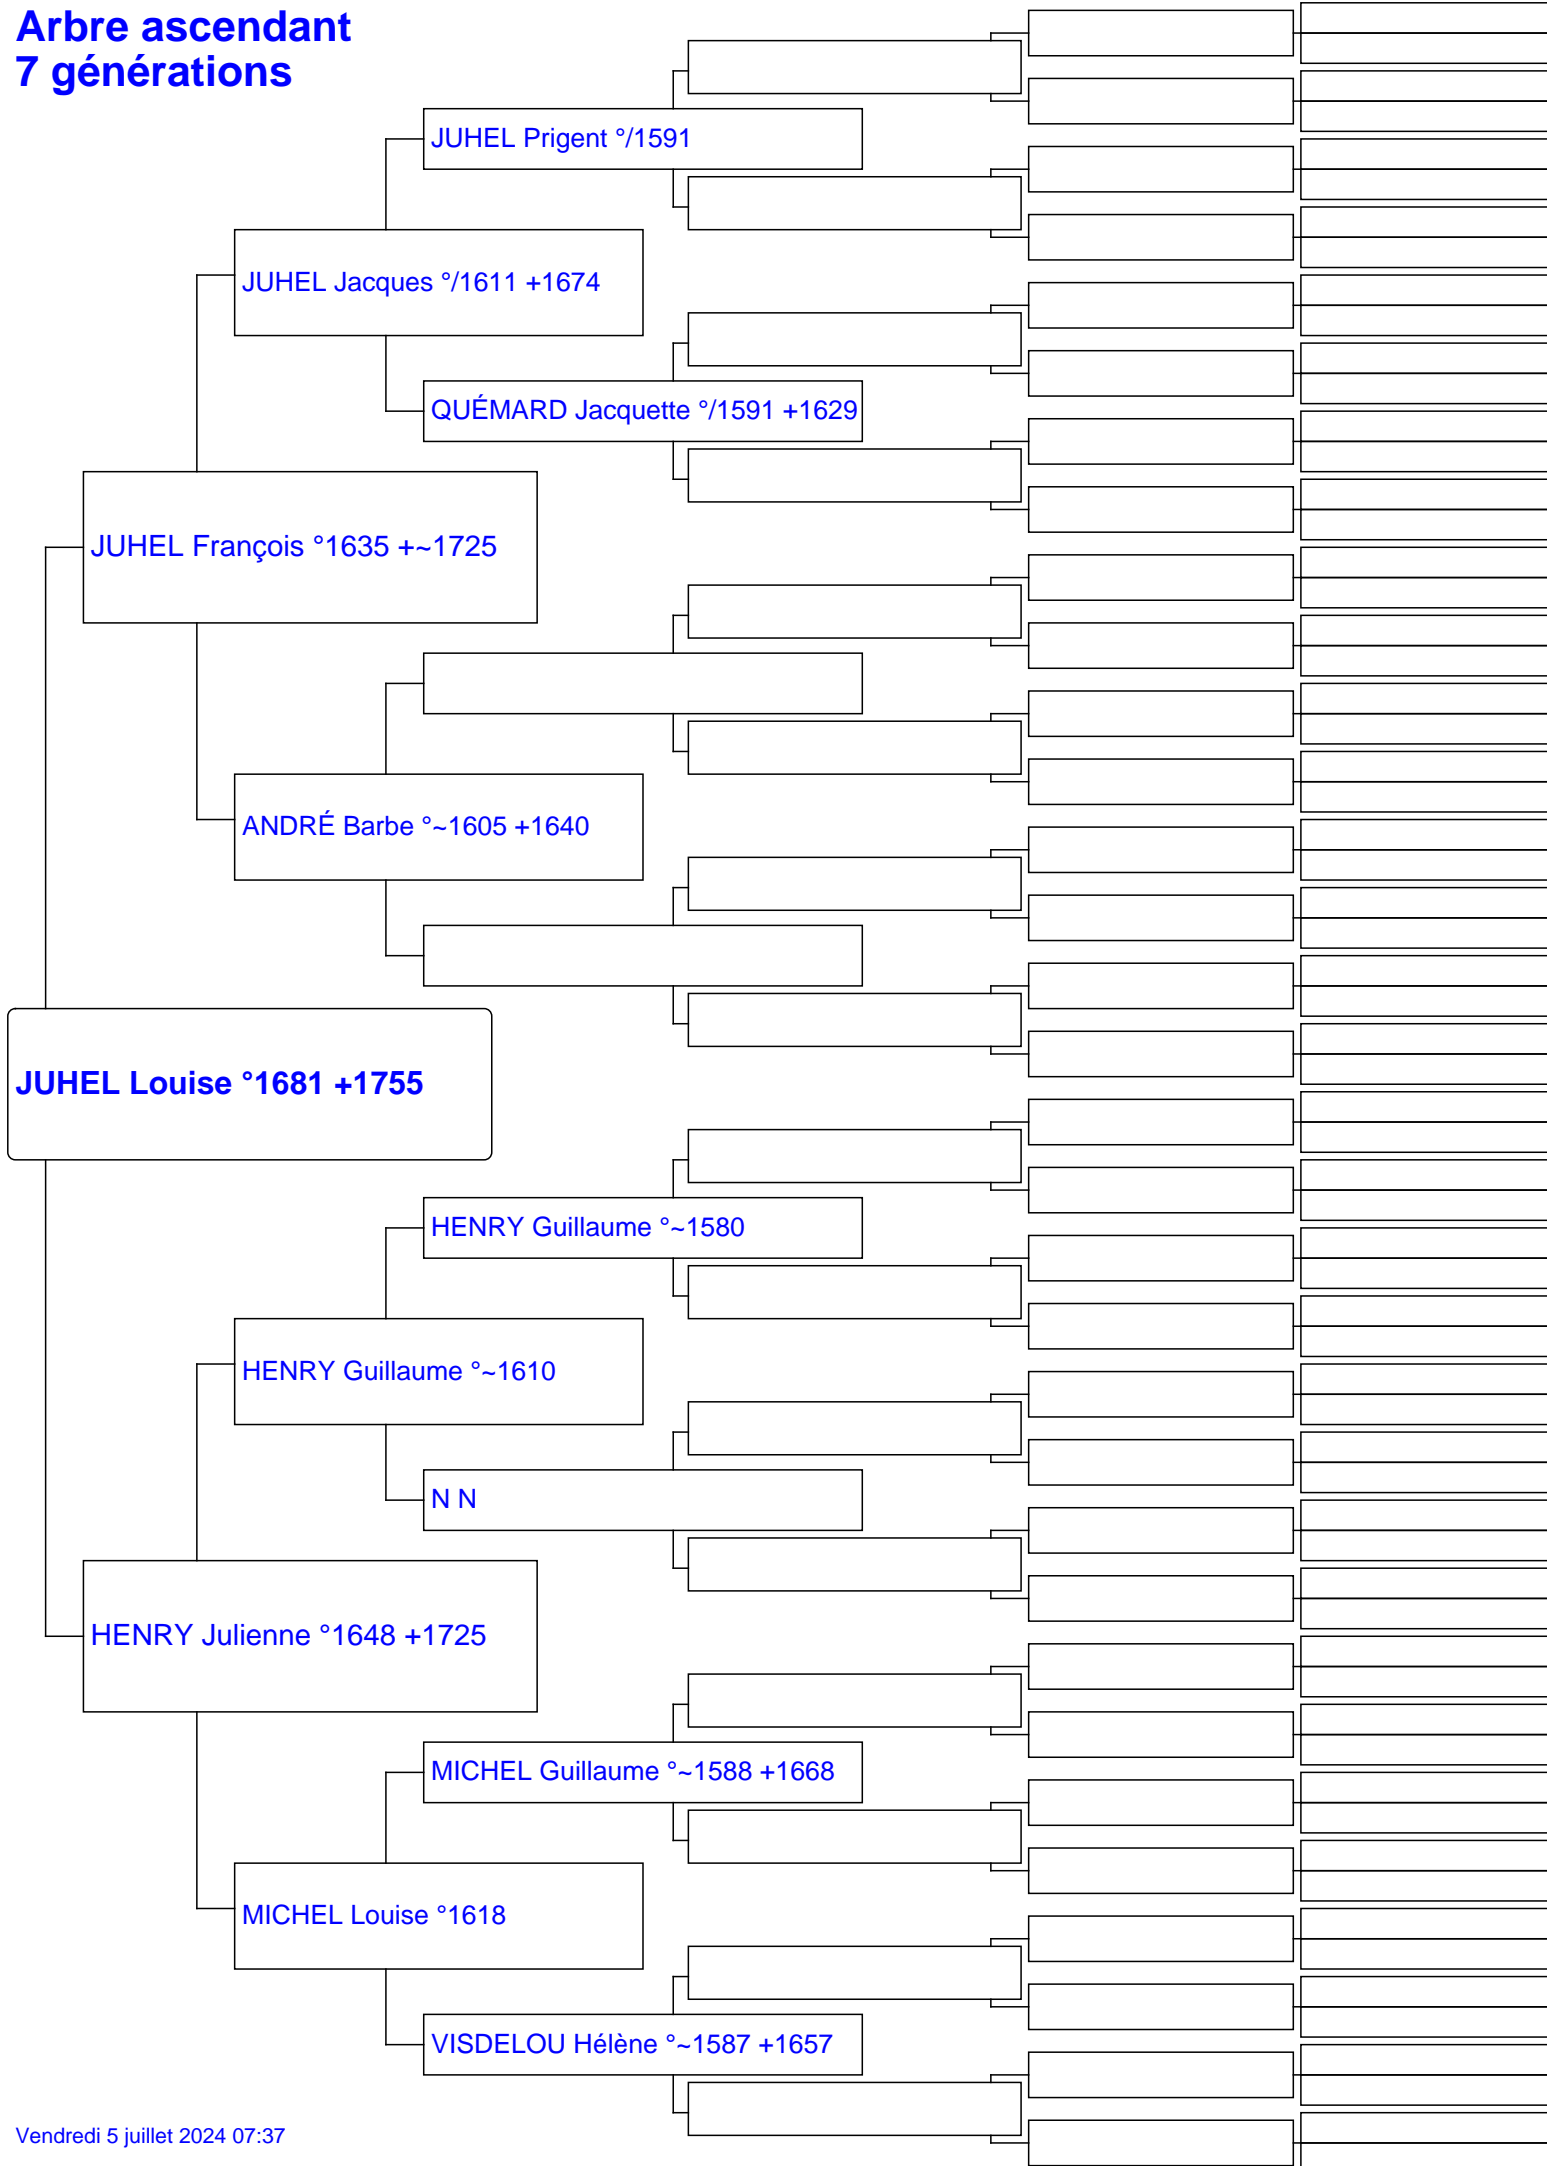 Arbre ascendant
7 générations
JUHEL Prigent °/1591
JUHEL Jacques °/1611 +1674
QUÉMARD Jacquette °/1591 +1629
JUHEL François °1635 +~1725
ANDRÉ Barbe °~1605 +1640
JUHEL Louise °1681 +1755
HENRY Guillaume °~1580
HENRY Guillaume °~1610
N N
HENRY Julienne °1648 +1725
MICHEL Guillaume °~1588 +1668
MICHEL Louise °1618
VISDELOU Hélène °~1587 +1657
Vendredi 5 juillet 2024 07:37